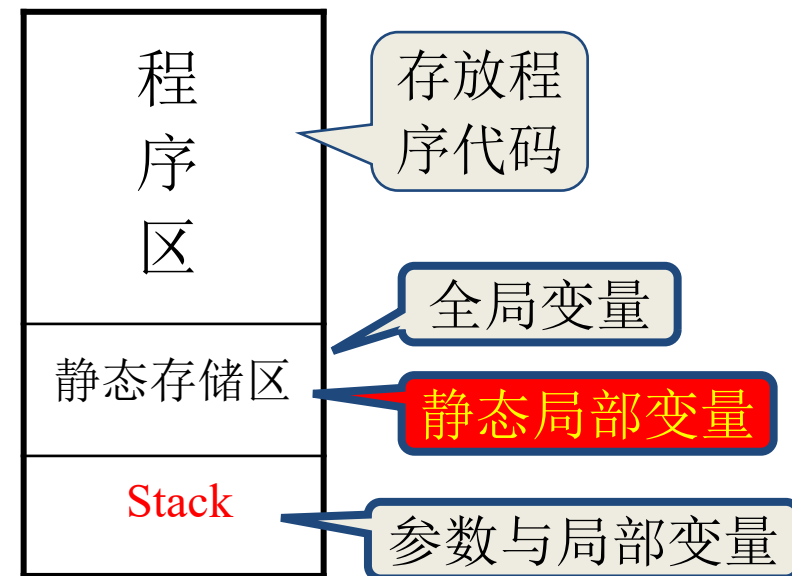 程
序
区
存放程
序代码
全局变量
静态存储区
静态局部变量
Stack
参数与局部变量